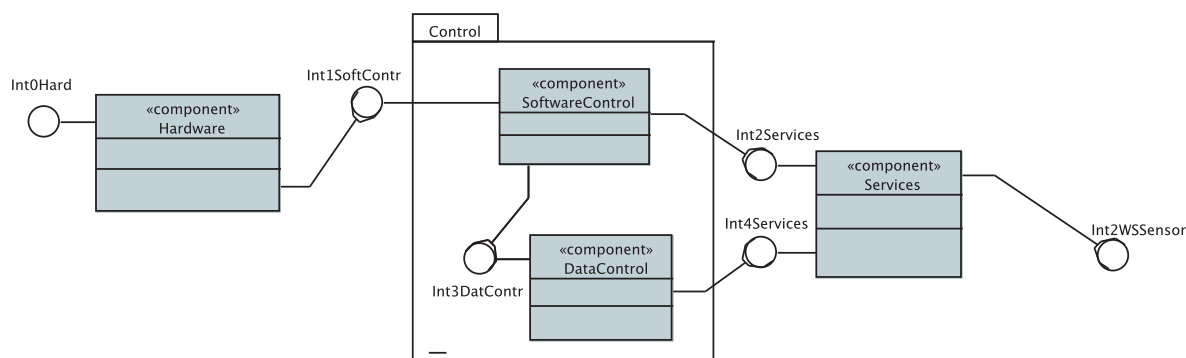 Control
Int1SoftContr
Int0Hard
«component»
SoftwareControl
«component»
Hardware
Int2Services
«component»
Services
Int4Services
Int2WSSensor
«component»
DataControl
Int3DatContr